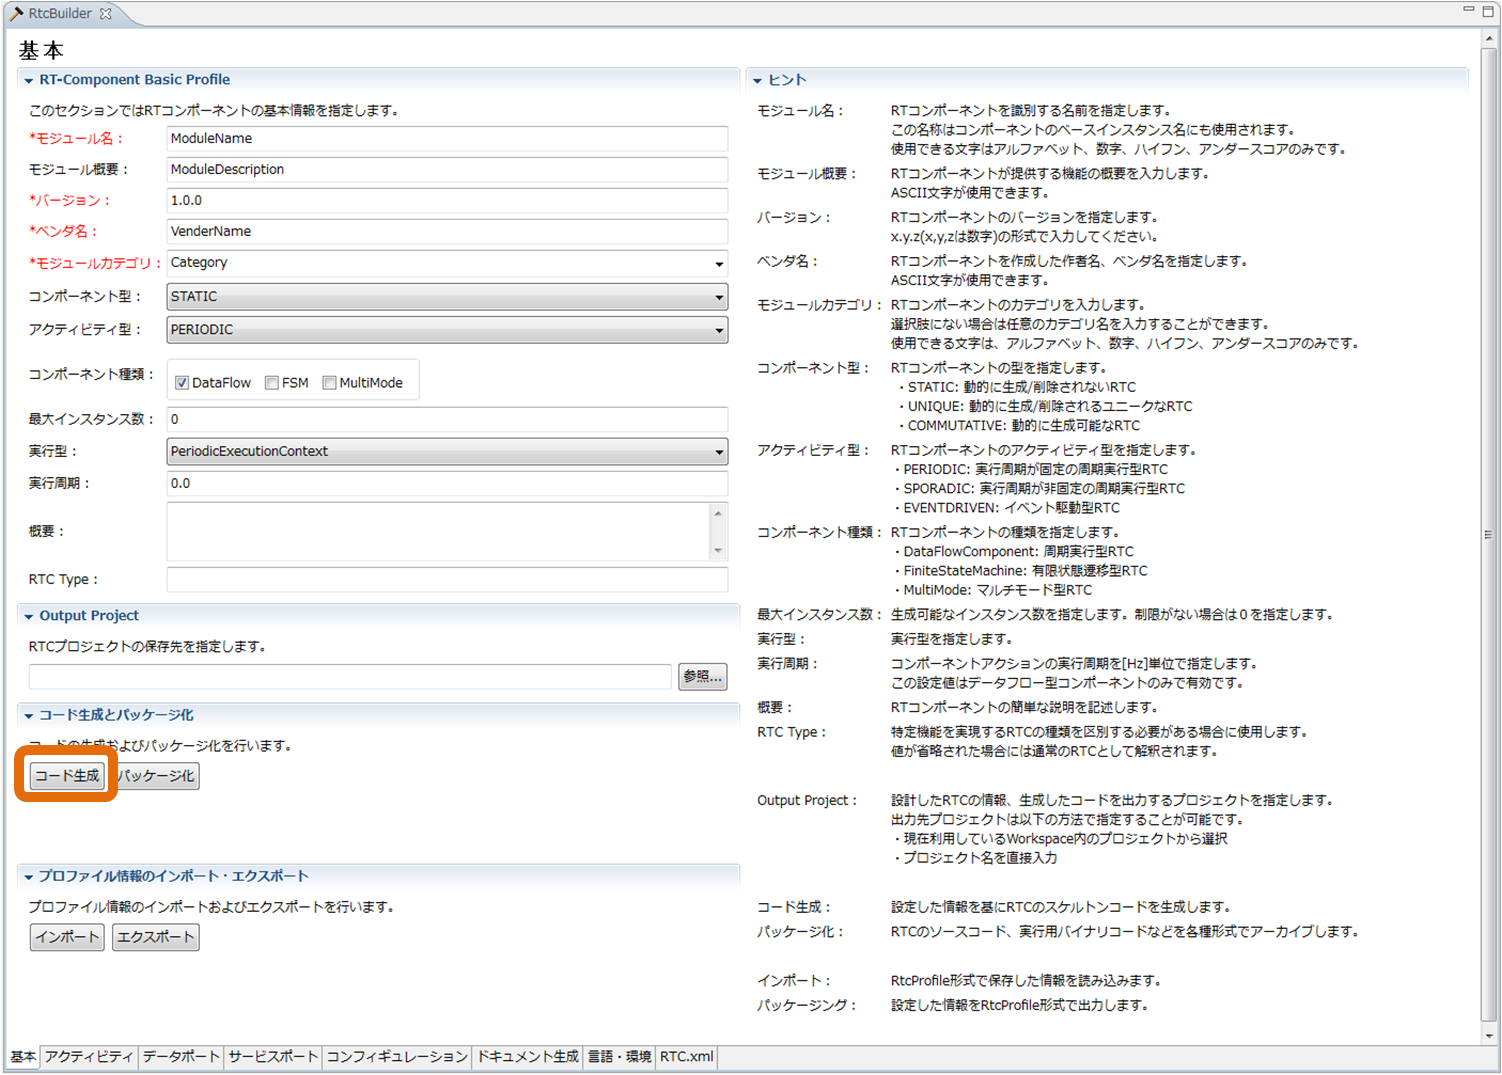 RtcBuilder
基本
RT-Component Basic Profile
このセクションではRTコンポーネントの基本情報を指定します。
*モジュール名：
ModuleName
モジュール概要：
ModuleDescription
*バージョン：
1.0.0
*ベンダ名：
VenderName
*モジュールカテゴリ：
Category
コンポーネント型：
STATIC
アクティビティ型：
PERIODIC
コンポーネント種類：
DataFlow FSM MultiMode
最大インスタンス数：
0
実行型：
PeriodicExecutionContext
実行周期：
0.0
概要：
RTC Type：
Output Project
RTCプロジェクトの保存先を指定します。
参照...
コード生成とパッケージ化
コードの生成およびパッケージ化を行います。
コード生成 パッケージ化
プロファイル情報のインポート・エクスポート
プロファイル情報のインポートおよびエクスポートを行います。
インポート エクスポート
ヒント
モジュール名： RTコンポーネントを識別する名前を指定します。
この名称はコンポーネントのベースインスタンス名にも使用されます。
使用できる文字はアルファベット、数字、ハイフン、アンダースコアのみです。
モジュール概要： RTコンポーネントが提供する機能の概要を入力します。
ASCII文字が使用できます。
バージョン： RTコンポーネントのバージョンを指定します。
x.y.z(x,y,zは数字)の形式で入力してください。
ベンダ名： RTコンポーネントを作成した作者名、ベンダ名を指定します。
ASCII文字が使用できます。
モジュールカテゴリ： RTコンポーネントのカテゴリを入力します。
選択肢にない場合は任意のカテゴリ名を入力することができます。
使用できる文字は、アルファベット、数字、ハイフン、アンダースコアのみです。
コンポーネント型： RTコンポーネントの型を指定します。
・STATIC: 動的に生成/削除されないRTC
・UNIQUE: 動的に生成/削除されるユニークなRTC
・COMMUTATIVE: 動的に生成可能なRTC
アクティビティ型： RTコンポーネントのアクティビティ型を指定します。
・PERIODIC: 実行周期が固定の周期実行型RTC
・SPORADIC: 実行周期が非固定の周期実行型RTC
・EVENTDRIVEN: イベント駆動型RTC
コンポーネント種類： RTコンポーネントの種類を指定します。
・DataFlowComponent: 周期実行型RTC
・FiniteStateMachine: 有限状態遷移型RTC
・MultiMode: マルチモード型RTC
最大インスタンス数： 生成可能なインスタンス数を指定します。制限がない場合は０を指定します。
実行型： 実行型を指定します。
実行周期： コンポーネントアクションの実行周期を[Hz]単位で指定します。
この設定値はデータフロー型コンポーネントのみで有効です。
概要： RTコンポーネントの簡単な説明を記述します。
RTC Type： 特定機能を実現するRTCの種類を区別する必要がある場合に使用します。
値が省略された場合には通常のRTCとして解釈されます。
Output Project： 設計したRTCの情報、生成したコードを出力するプロジェクトを指定します。
出力先プロジェクトは以下の方法で指定することが可能です。
・現在利用しているWorkspace内のプロジェクトから選択
・プロジェクト名を直接入力
コード生成： 設定した情報を基にRTCのスケルトンコードを生成します。
パッケージ化： RTCのソースコード、実行用バイナリコードなどを各種形式でアーカイブします。
インポート： RtcProfile形式で保存した情報を読み込みます。
パッケージング： 設定した情報をRtcProfile形式で出力します。
基本 アクティビティ データポート サービスポート コンフィギュレーション ドキュメント生成 言語・環境 RTC.xml